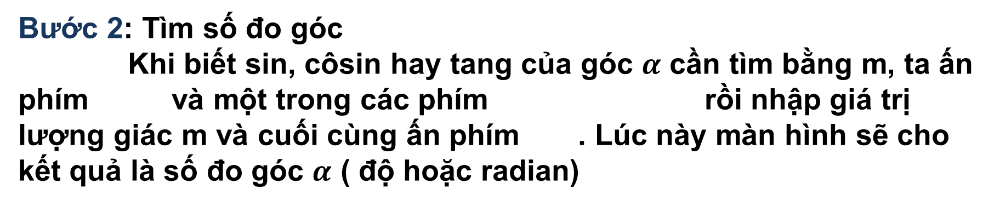 Bước 2: Tìm số đo góc
Khi biết sin, côsin hay tang của góc α cần tìm bằng m, ta ấn
phím và một trong các phím rồi nhập giá trị
lượng giác m và cuối cùng ấn phím . Lúc này màn hình sẽ cho
kết quả là số đo góc α ( độ hoặc radian)